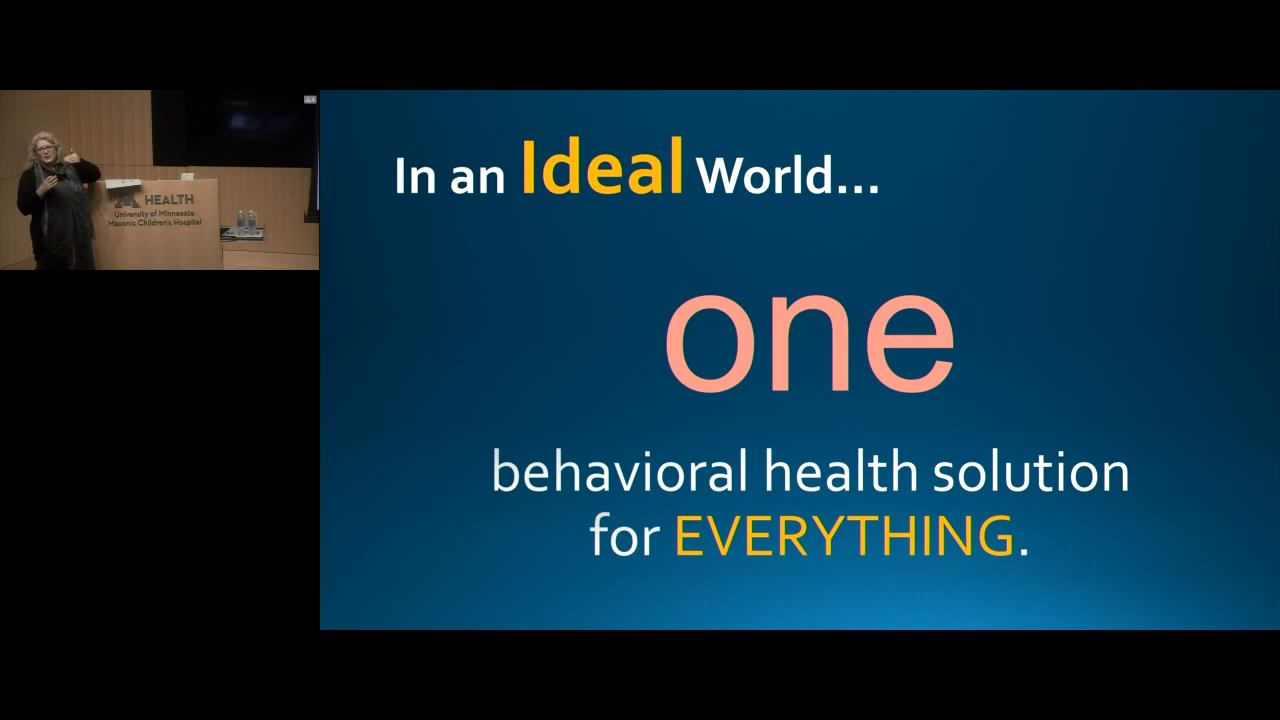 HEALTH
University of Minnesota
Masonic Children's Hospital
In an Ideal World...
one
behavioral health solution
for EVERYTHING.